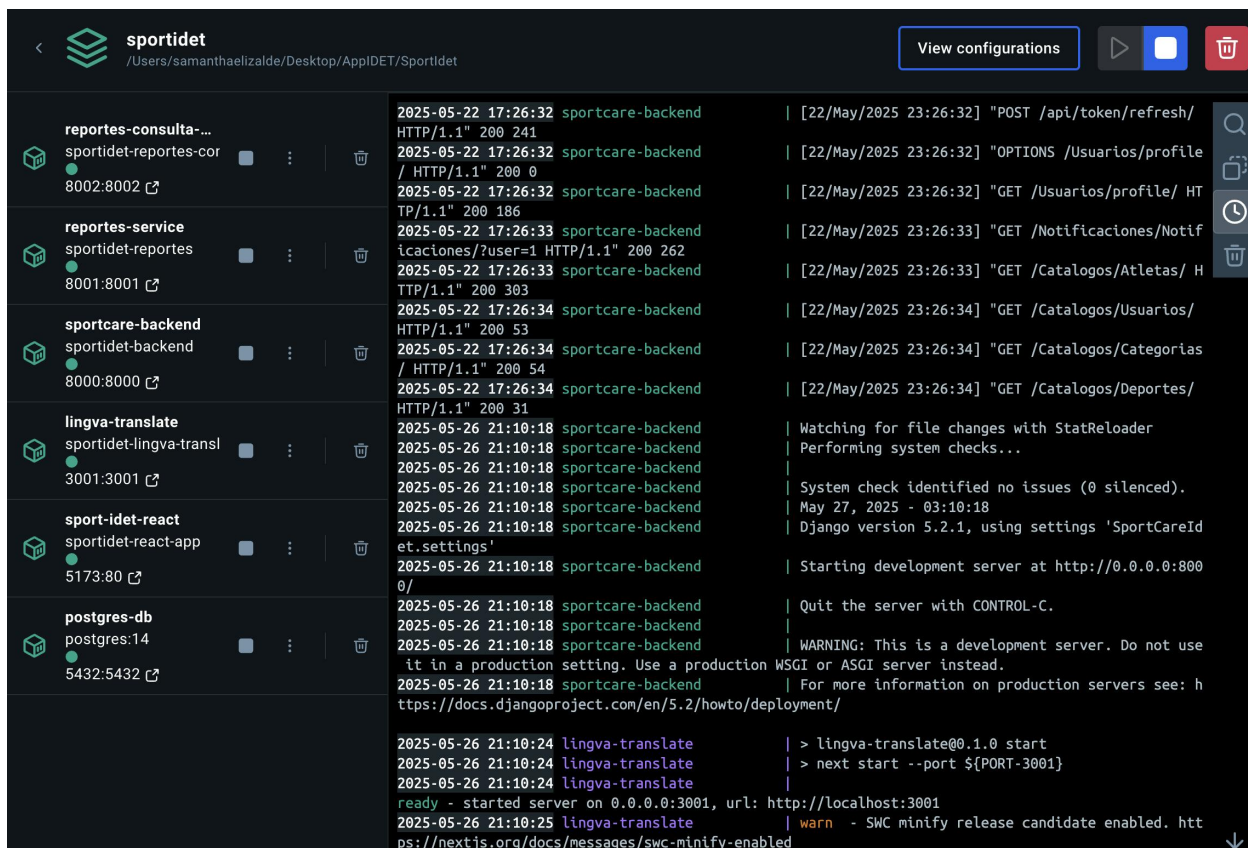 sportidet
/Users/samanthaelizalde/Desktop/AppIDET/SportIdet
View configurations
reportes-consulta-...
sportidet-reportes-cor
8002:8002
reportes-service
sportidet-reportes
8001:8001
sportcare-backend
sportidet-backend
8000:8000
lingva-translate
sportidet-lingva-transl
3001:3001
sport-idet-react
sportidet-react-app
5173:80
postgres-db
postgres:14
5432:5432
2025-05-22 17:26:32 sportcare-backend | [22/May/2025 23:26:32] "POST /api/token/refresh/
HTTP/1.1" 200 241
2025-05-22 17:26:32 sportcare-backend | [22/May/2025 23:26:32] "OPTIONS /Usuarios/profile
/ HTTP/1.1" 200 0
2025-05-22 17:26:32 sportcare-backend | [22/May/2025 23:26:32] "GET /Usuarios/profile/ HT
TP/1.1" 200 186
2025-05-22 17:26:33 sportcare-backend | [22/May/2025 23:26:33] "GET /Notificaciones/Notif
icaciones/?user=1 HTTP/1.1" 200 262
2025-05-22 17:26:33 sportcare-backend | [22/May/2025 23:26:33] "GET /Catalogos/Atletas/ H
TTP/1.1" 200 303
2025-05-22 17:26:34 sportcare-backend | [22/May/2025 23:26:34] "GET /Catalogos/Usuarios/
HTTP/1.1" 200 53
2025-05-22 17:26:34 sportcare-backend | [22/May/2025 23:26:34] "GET /Catalogos/Categorias
/ HTTP/1.1" 200 54
2025-05-22 17:26:34 sportcare-backend | [22/May/2025 23:26:34] "GET /Catalogos/Deportes/
HTTP/1.1" 200 31
2025-05-26 21:10:18 sportcare-backend | Watching for file changes with StatReloader
2025-05-26 21:10:18 sportcare-backend | Performing system checks...
2025-05-26 21:10:18 sportcare-backend |
2025-05-26 21:10:18 sportcare-backend | System check identified no issues (0 silenced).
2025-05-26 21:10:18 sportcare-backend | May 27, 2025 - 03:10:18
2025-05-26 21:10:18 sportcare-backend | Django version 5.2.1, using settings 'SportCareId
et.settings'
2025-05-26 21:10:18 sportcare-backend | Starting development server at http://0.0.0.0:800
0/
2025-05-26 21:10:18 sportcare-backend | Quit the server with CONTROL-C.
2025-05-26 21:10:18 sportcare-backend |
2025-05-26 21:10:18 sportcare-backend | WARNING: This is a development server. Do not use
it in a production setting. Use a production WSGI or ASGI server instead.
2025-05-26 21:10:18 sportcare-backend | For more information on production servers see: h
ttps://docs.djangoproject.com/en/5.2/howto/deployment/
2025-05-26 21:10:24 lingva-translate | > lingva-translate@0.1.0 start
2025-05-26 21:10:24 lingva-translate | > next start --port ${PORT-3001}
2025-05-26 21:10:24 lingva-translate |
ready - started server on 0.0.0.0:3001, url: http://localhost:3001
2025-05-26 21:10:25 lingva-translate | warn - SWC minify release candidate enabled. htt
ps://nextjs.org/docs/messages/swc-minify-enabled